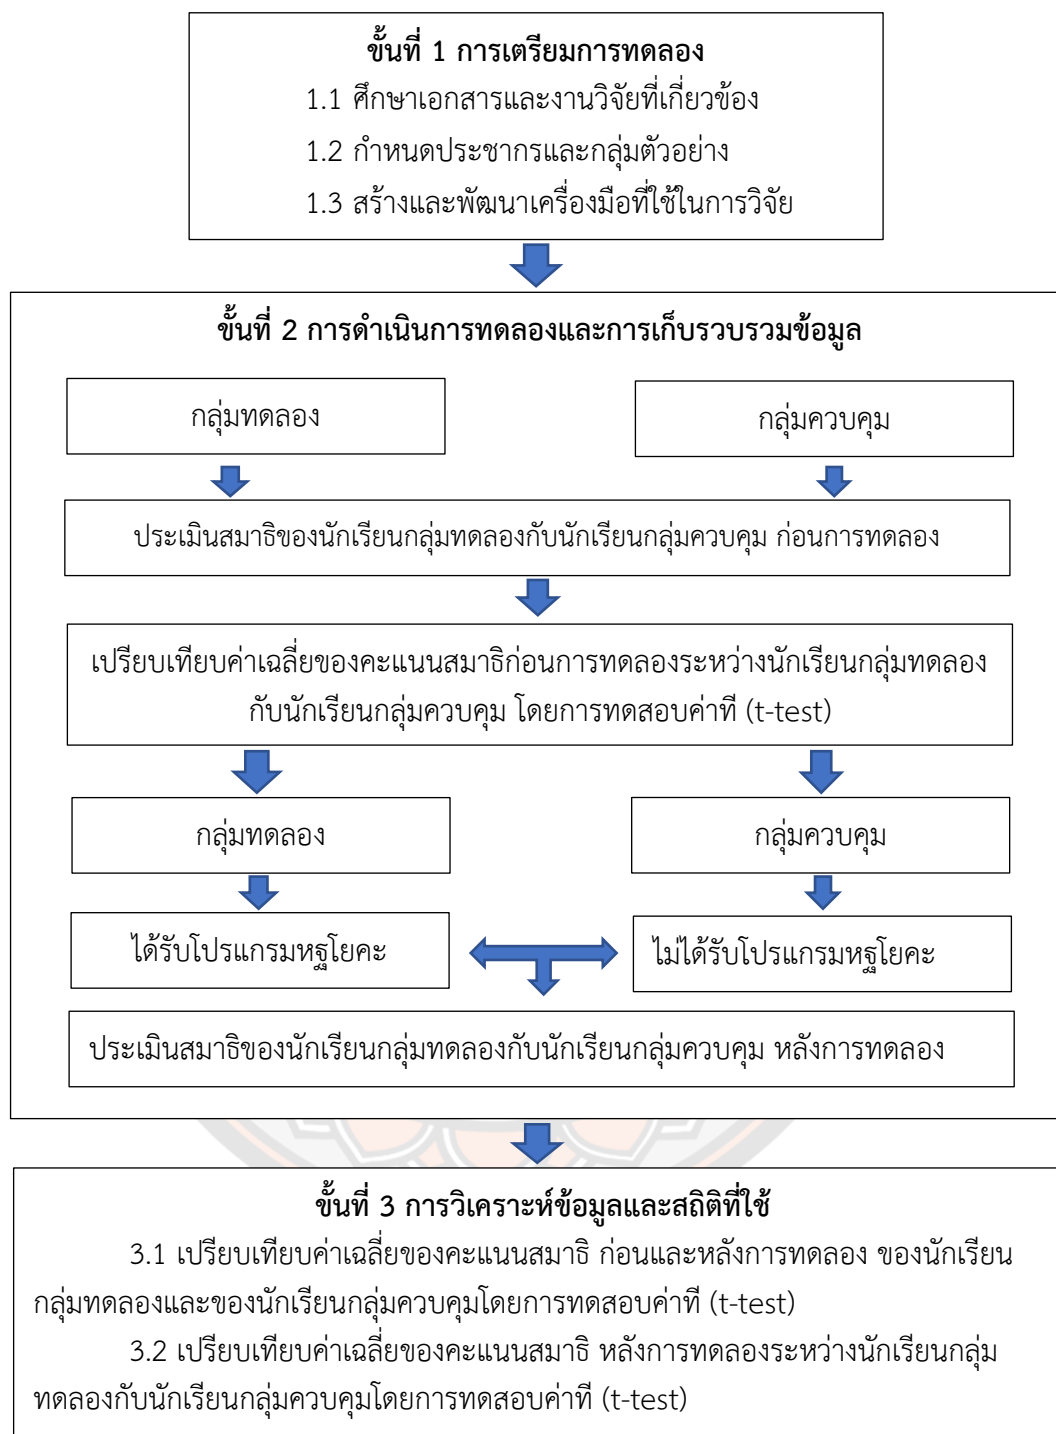 ขั้นที่ 1 การเตรียมการทดลอง
1.1 ศึกษาเอกสารและงานวิจัยที่เกี่ยวข้อง
1.2 กำหนดประชากรและกลุ่มตัวอย่าง
1.3 สร้างและพัฒนาเครื่องมือที่ใช้ในการวิจัย
ขั้นที่ 2 การดำเนินการทดลองและการเก็บรวบรวมข้อมูล
กลุ่มทดลอง
กลุ่มควบคุม
ประเมินสมาธิของนักเรียนกลุ่มทดลองกับนักเรียนกลุ่มควบคุม ก่อนการทดลอง
เปรียบเทียบค่าเฉลี่ยของคะแนนสมาธิก่อนการทดลองระหว่างนักเรียนกลุ่มทดลอง
กับนักเรียนกลุ่มควบคุม โดยการทดสอบค่าที (t-test)
กลุ่มทดลอง
กลุ่มควบคุม
ได้รับโปรแกรมหฐโยคะ
ไม่ได้รับโปรแกรมหฐโยคะ
ประเมินสมาธิของนักเรียนกลุ่มทดลองกับนักเรียนกลุ่มควบคุม หลังการทดลอง
ขั้นที่ 3 การวิเคราะห์ข้อมูลและสถิติที่ใช้
3.1 เปรียบเทียบค่าเฉลี่ยของคะแนนสมาธิ ก่อนและหลังการทดลอง ของนักเรียน
กลุ่มทดลองและของนักเรียนกลุ่มควบคุมโดยการทดสอบค่าที (t-test)
3.2 เปรียบเทียบค่าเฉลี่ยของคะแนนสมาธิ หลังการทดลองระหว่างนักเรียนกลุ่ม
ทดลองกับนักเรียนกลุ่มควบคุมโดยการทดสอบค่าที (t-test)